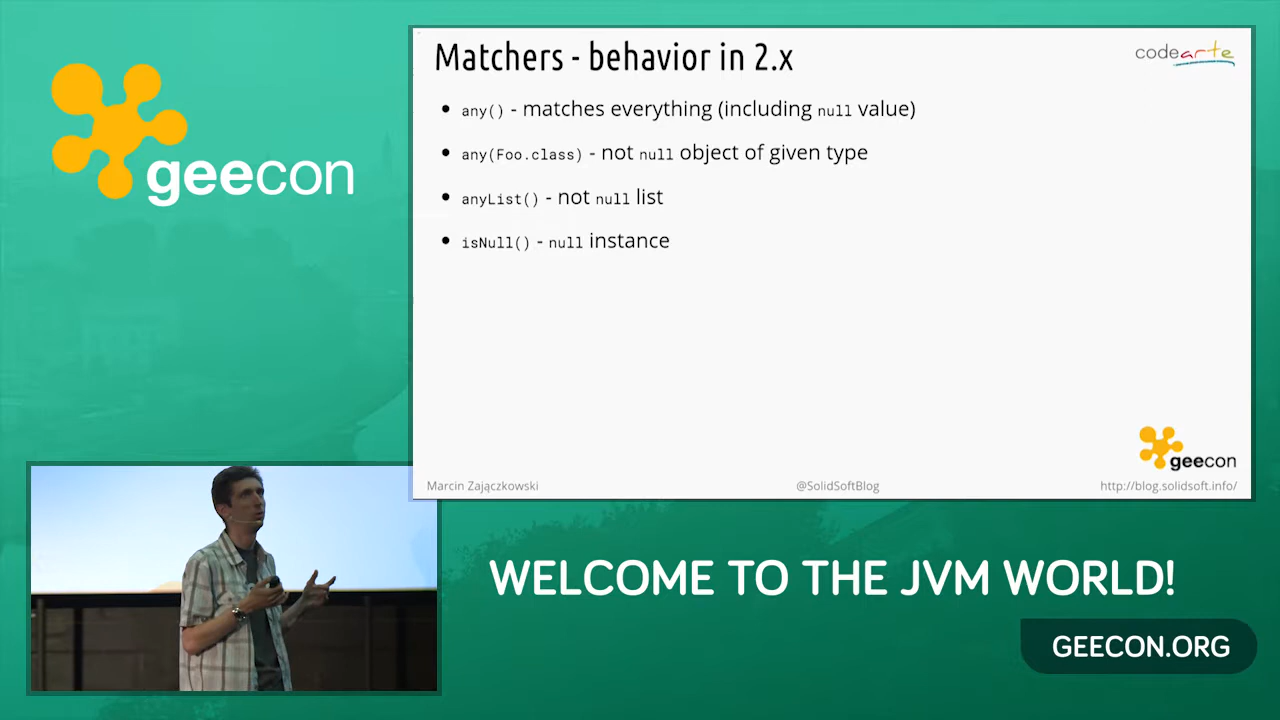 geecon
Matchers - behavior in 2.x
codearte
• any() - matches everything (including null value)
• any(Foo.class) - not null object of given type
• anyList() - not null list
• isNull() - null instance
geecon
Marcin Zajączkowski
@SolidSoftBlog
http://blog.solidsoft.info/
WELCOME TO THE JVM WORLD!
GEECON.ORG